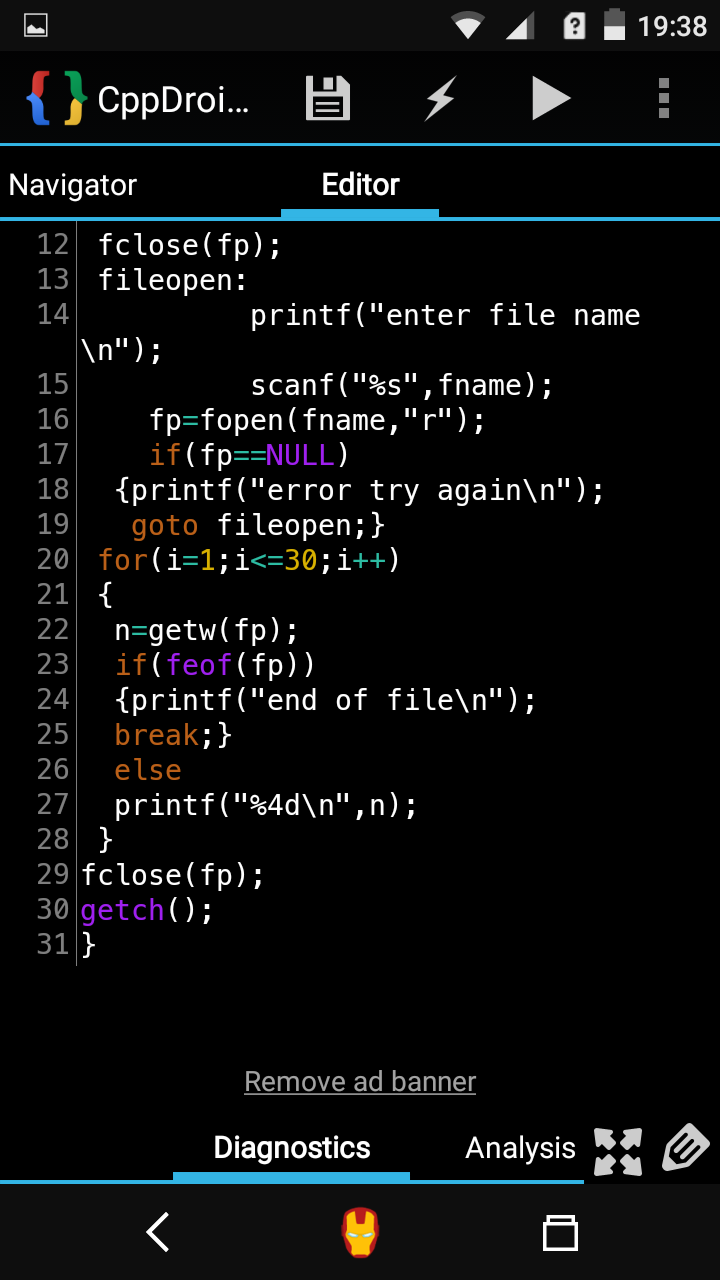 19:38
CppDroi...
Navigator Editor
12 fclose(fp);
13 fileopen:
14 printf("enter file name
\n");
15 scanf("%s",fname);
16 fp=fopen(fname,"r");
17 if(fp==NULL)
18 {printf("error try again\n");
19 goto fileopen;}
20 for(i=1;i<=30;i++)
21 {
22 n=getw(fp);
23 if(feof(fp))
24 {printf("end of file\n");
25 break;}
26 else
27 printf("%4d\n",n);
28 }
29 fclose(fp);
30 getch();
31 }
Remove ad banner
Diagnostics Analysis